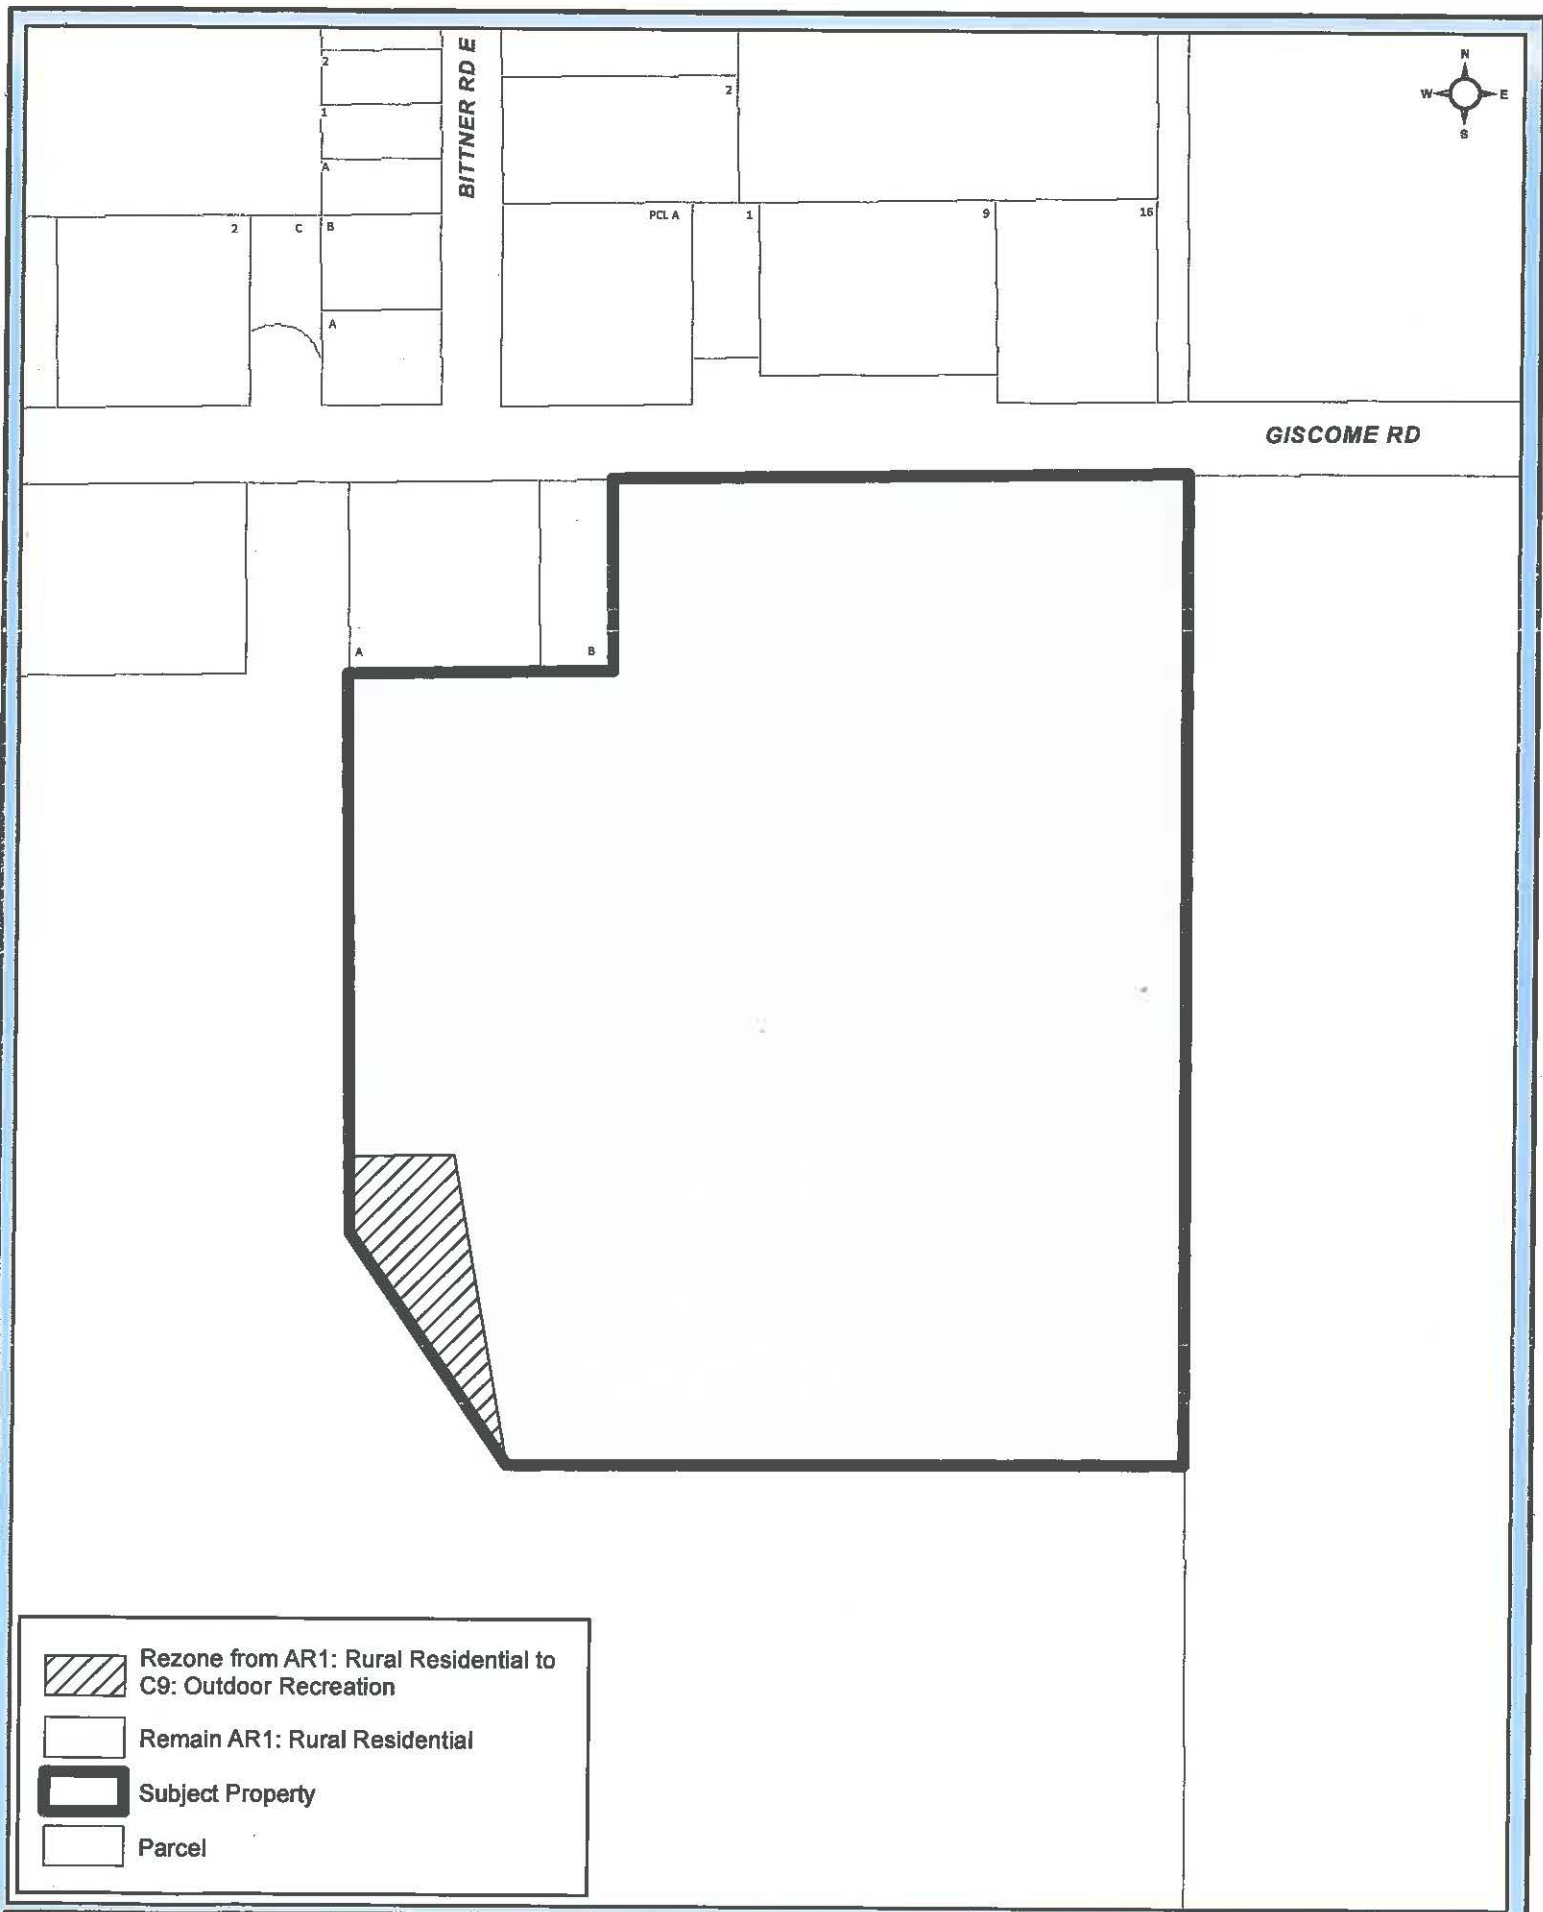 N
W E
S
2
1
A
BITTNER RD E
2
2
C
B
A
PCL A
1
9
16
GISCOME RD
A
B
Rezone from AR1: Rural Residential to
C9: Outdoor Recreation
Remain AR1: Rural Residential
Subject Property
Parcel